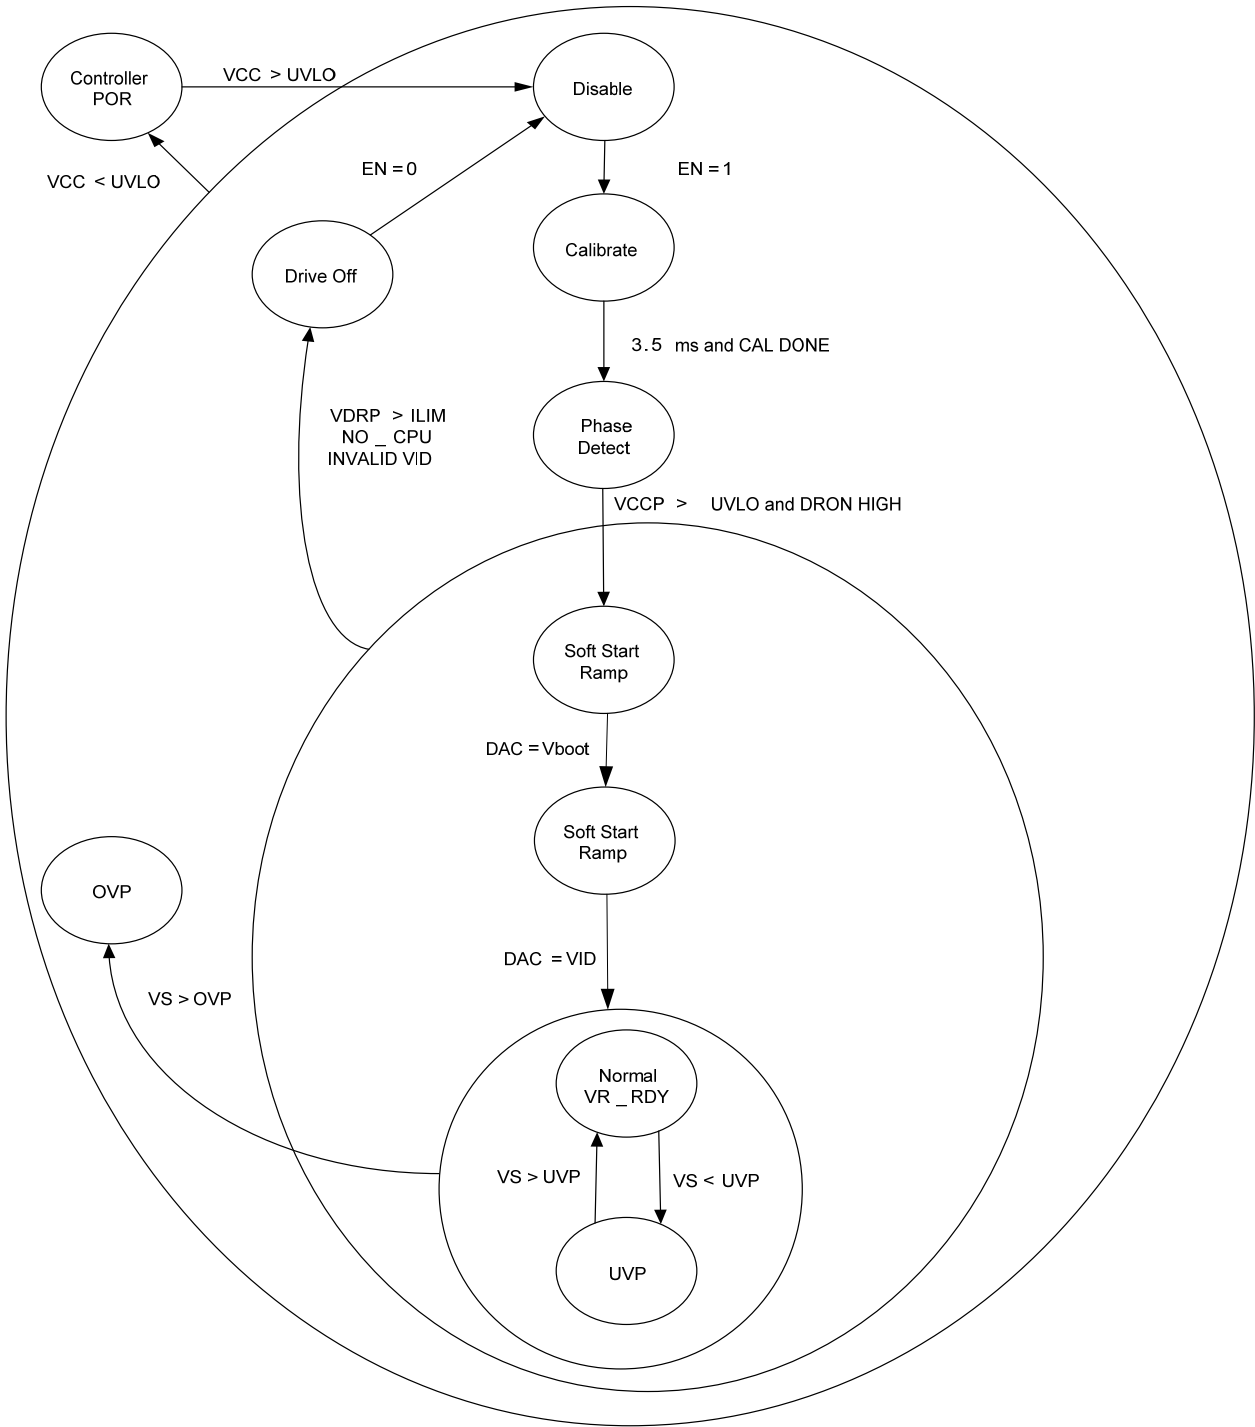 Controller
POR
VCC > UVLO
Disable
VCC < UVLO
EN = 0
EN = 1
Calibrate
Drive Off
3.5 ms and CAL DONE
VDRP > ILIM
NO _ CPU
INVALID VID
Phase
Detect
VCCP > UVLO and DRON HIGH
Soft Start
Ramp
DAC = Vboot
Soft Start
Ramp
OVP
DAC = VID
VS > OVP
Normal
VR _ RDY
VS > UVP
VS < UVP
UVP